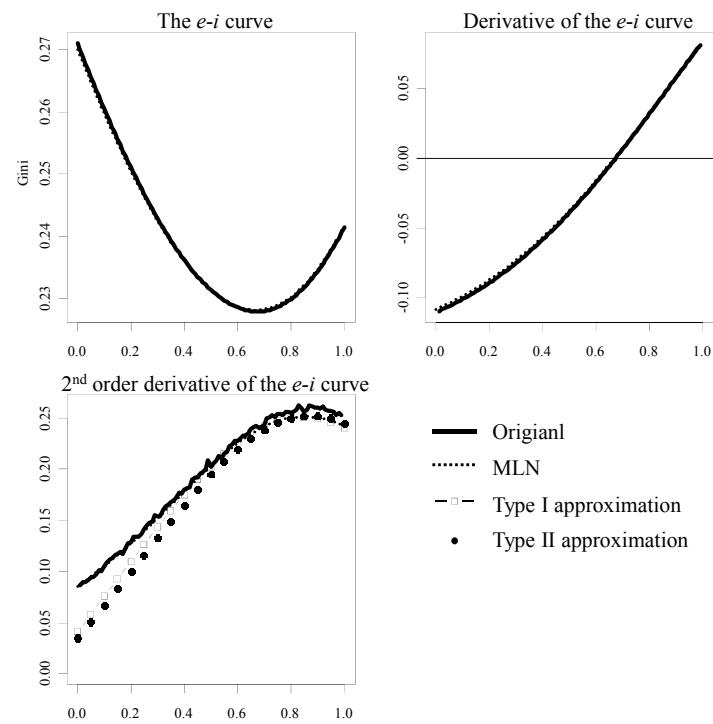 The e-i curve
Gini
0.27
0.26
0.25
0.24
0.23
0.0 0.2 0.4 0.6 0.8 1.0
Derivative of the e-i curve
0.05
0.00
-0.05
-0.10
0.0 0.2 0.4 0.6 0.8 1.0
2nd order derivative of the e-i curve
0.25
0.20
0.15
0.10
0.05
0.00
0.0 0.2 0.4 0.6 0.8 1.0
Origianl
MLN
Type I approximation
Type II approximation